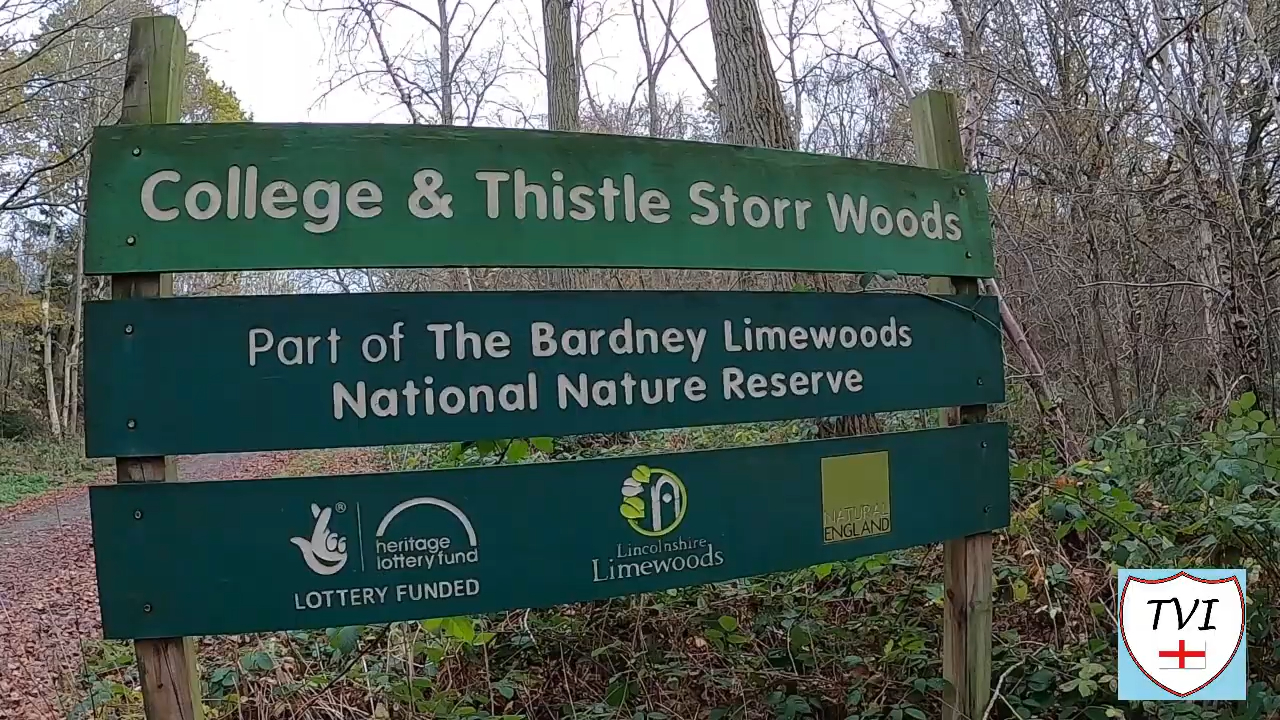 College & Thistle Storr Woods
Part of The Bardney Limewoods
National Nature Reserve
®
heritage
lottery fund
LOTTERY FUNDED
Lincolnshire
Limewoods
NATURAL
ENGLAND
TVI